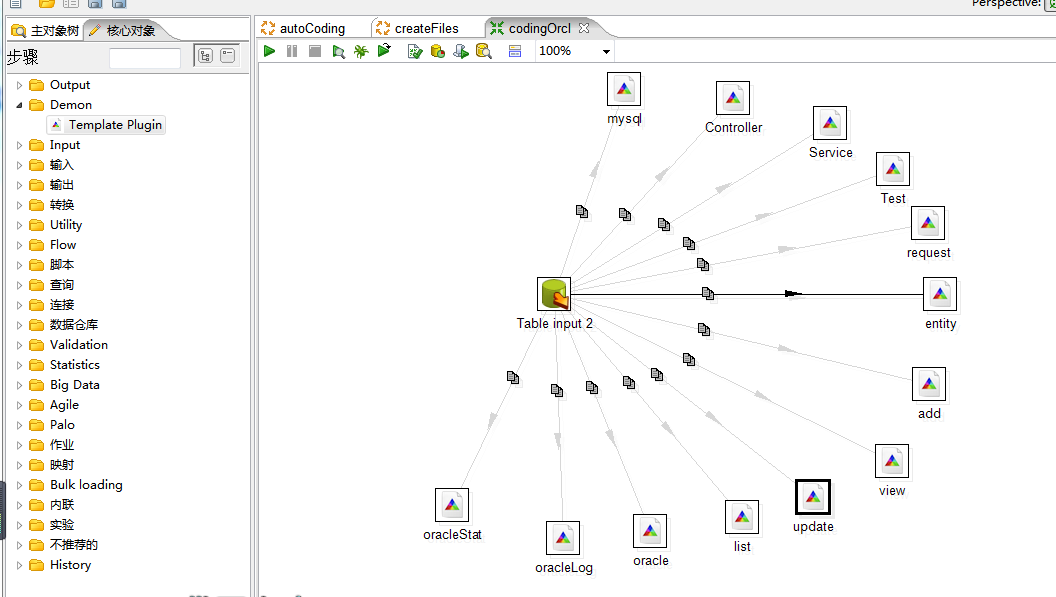 Perspective:
主对象树
核心对象
步骤
Output
Demon
Template Plugin
Input
输入
输出
转换
Utility
Flow
脚本
查询
连接
数据仓库
Validation
Statistics
Big Data
Agile
Palo
作业
映射
Bulk loading
内联
实验
不推荐的
History
autoCoding
createFiles
codingOrcl
100%
mysql
Controller
Service
Test
request
Table input 2
entity
add
view
update
list
oracle
oracleLog
oracleStat